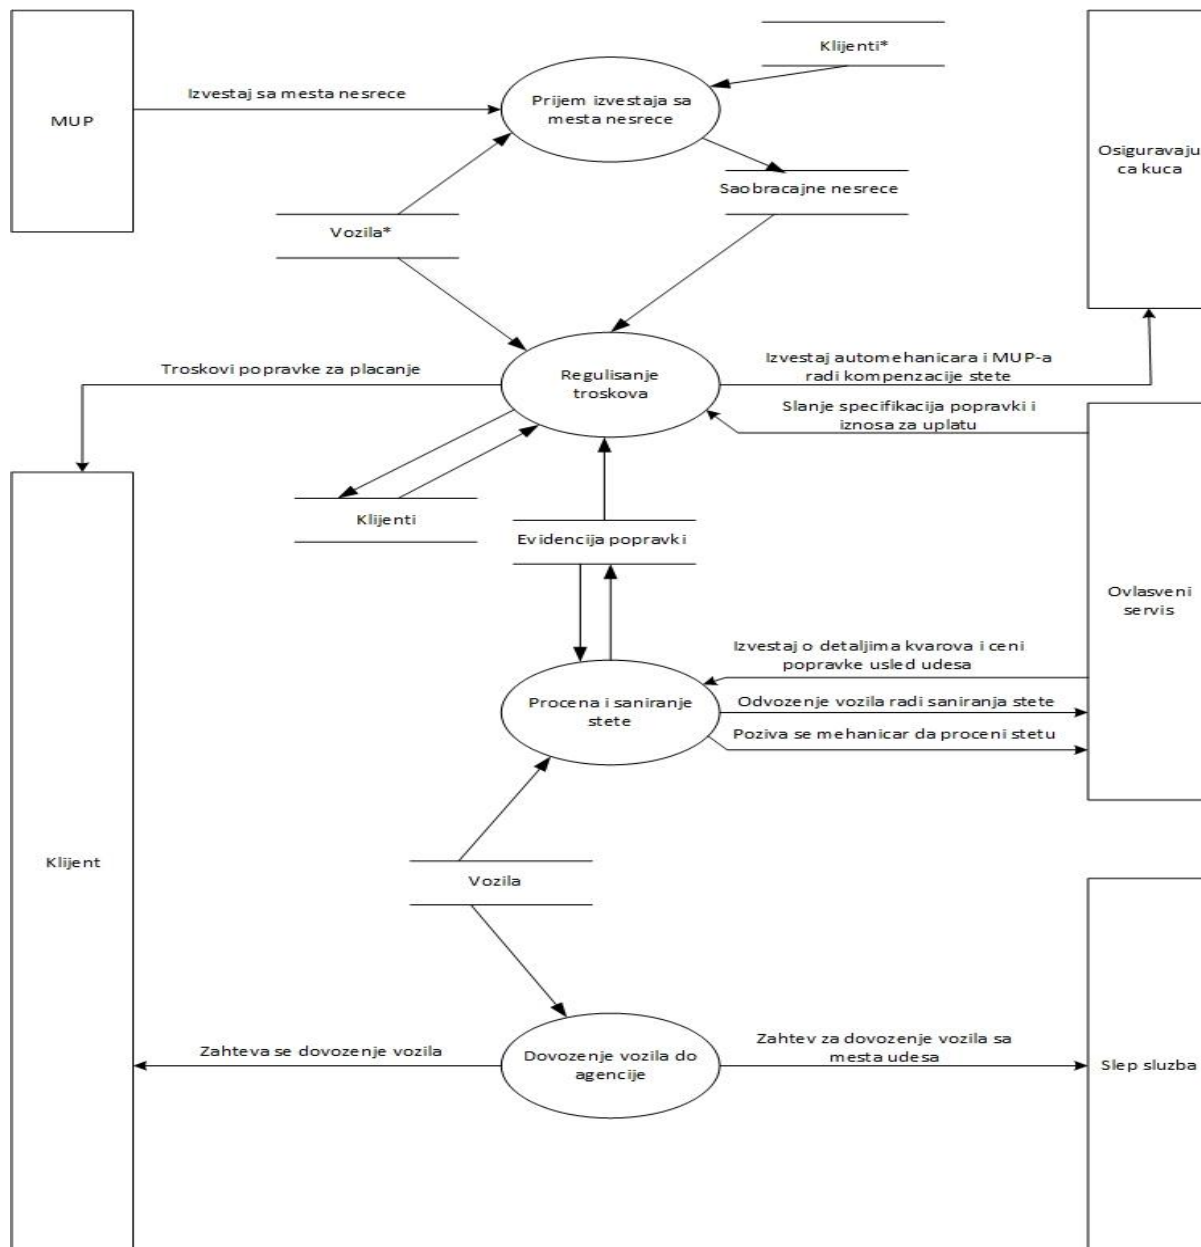 Klijenti*
Izvestaj sa mesta nesrece
Prijem izvestaja sa
mesta nesrece
MUP
Osiguravaju
ca kuca
Saobracajne nesrece
Vozila*
Troskovi popravke za placanje
Regulisanje
troskova
Izvestaj automehanicara i MUP-a
radi kompenzacije stete
Slanje specifikacija popravki i
iznosa za uplatu
Klijenti
Evidencija popravki
Ovlasveni
servis
Izvestaj o detaljima kvarova i ceni
popravke usled udesa
Procena i saniranje
stete
Odvozenje vozila radi saniranja stete
Poziva se mehanicar da proceni stetu
Klijent
Vozila
Zahteva se dovozenje vozila
Dovozenje vozila do
agencije
Zahtev za dovozenje vozila sa
mesta udesa
Slep sluzba